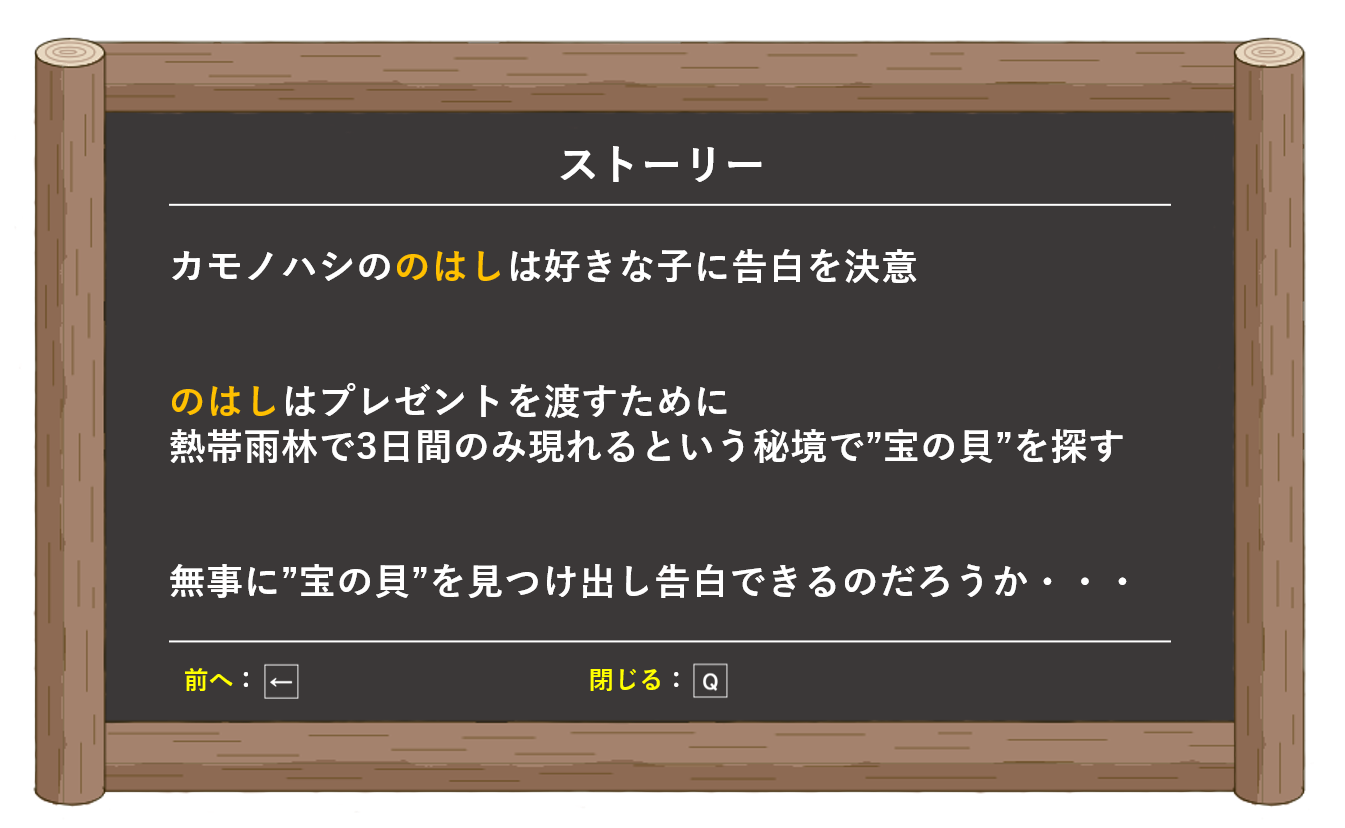 ストーリー
カモノハシののはしは好きな子に告白を決意
のはしはプレゼントを渡すために
熱帯雨林で3日間のみ現れるという秘境で”宝の貝”を探す
無事に”宝の貝”を見つけ出し告白できるのだろうか・・・
前へ：← 閉じる：Q